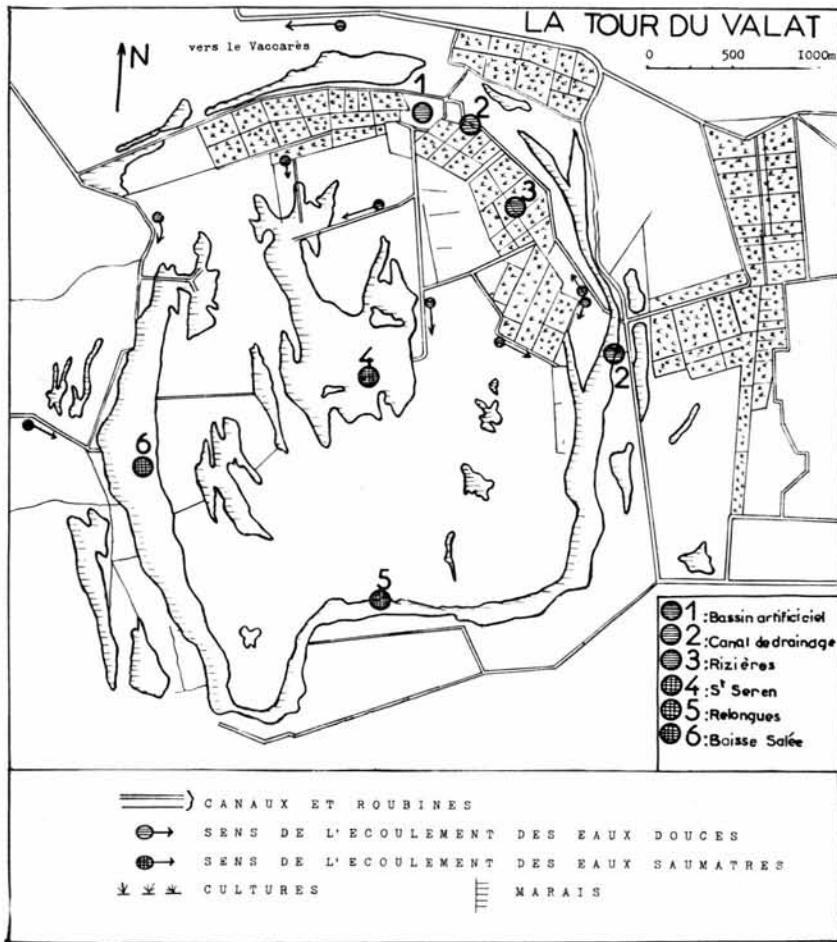 LA TOUR DU VALAT
0 500 1000m
N
vers le Vaccarès
1
2
3
4
2
6
5
1:Bassin artificiel
2:Canal de drainage
3:Rizières
4:St Seren
5:Relongues
6:Baisse Salée
CANAUX ET ROUBINES
SENS DE L'ECOULEMENT DES EAUX DOUCES
SENS DE L'ECOULEMENT DES EAUX SAUMATRES
CULTURES MARAIS